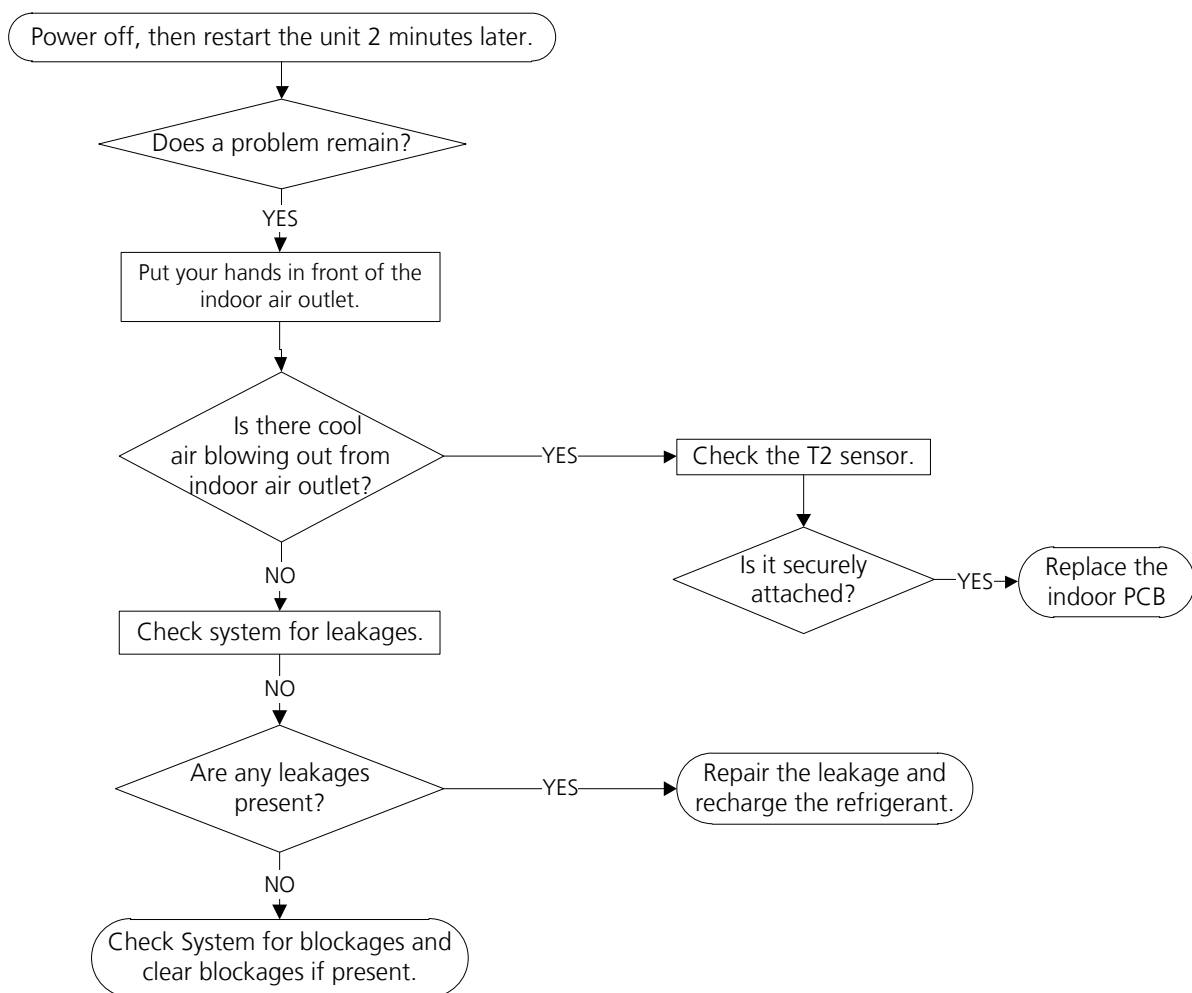 Power off, then restart the unit 2 minutes later.
Does a problem remain?
YES
Put your hands in front of the
indoor air outlet.
Is there cool
air blowing out from
indoor air outlet?
YES
Check the T2 sensor.
Is it securely
attached?
YES
Replace the
indoor PCB
NO
Check system for leakages.
NO
Are any leakages
present?
YES
Repair the leakage and
recharge the refrigerant.
NO
Check System for blockages and
clear blockages if present.